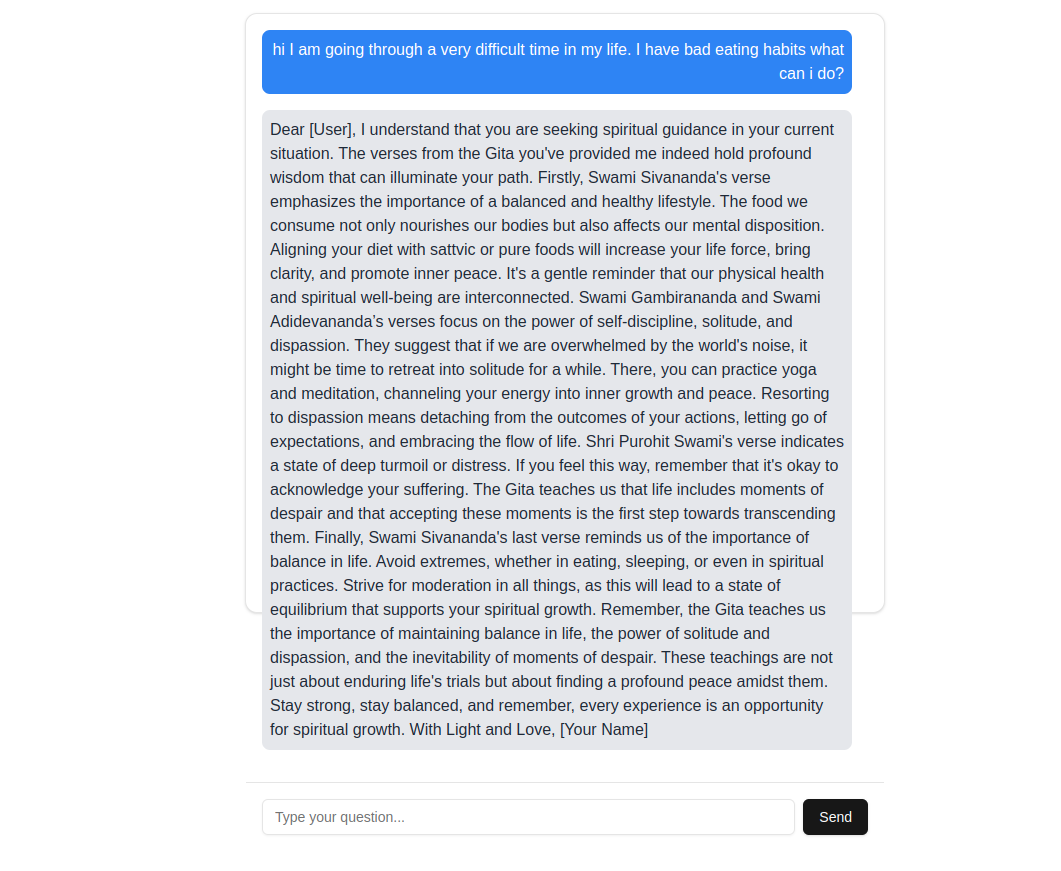 hi I am going through a very difficult time in my life. I have bad eating habits what
can i do?
Dear [User], I understand that you are seeking spiritual guidance in your current
situation. The verses from the Gita you've provided me indeed hold profound
wisdom that can illuminate your path. Firstly, Swami Sivananda's verse
emphasizes the importance of a balanced and healthy lifestyle. The food we
consume not only nourishes our bodies but also affects our mental disposition.
Aligning your diet with sattvic or pure foods will increase your life force, bring
clarity, and promote inner peace. It's a gentle reminder that our physical health
and spiritual well-being are interconnected. Swami Gambirananda and Swami
Adidevananda's verses focus on the power of self-discipline, solitude, and
dispassion. They suggest that if we are overwhelmed by the world's noise, it
might be time to retreat into solitude for a while. There, you can practice yoga
and meditation, channeling your energy into inner growth and peace. Resorting
to dispassion means detaching from the outcomes of your actions, letting go of
expectations, and embracing the flow of life. Shri Purohit Swami's verse indicates
a state of deep turmoil or distress. If you feel this way, remember that it's okay to
acknowledge your suffering. The Gita teaches us that life includes moments of
despair and that accepting these moments is the first step towards transcending
them. Finally, Swami Sivananda's last verse reminds us of the importance of
balance in life. Avoid extremes, whether in eating, sleeping, or even in spiritual
practices. Strive for moderation in all things, as this will lead to a state of
equilibrium that supports your spiritual growth. Remember, the Gita teaches us
the importance of maintaining balance in life, the power of solitude and
dispassion, and the inevitability of moments of despair. These teachings are not
just about enduring life's trials but about finding a profound peace amidst them.
Stay strong, stay balanced, and remember, every experience is an opportunity
for spiritual growth. With Light and Love, [Your Name]
Type your question...
Send